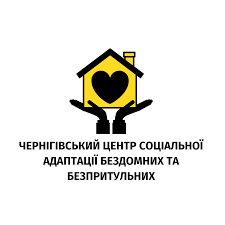 ЧЕРНІГІВСЬКИЙ ЦЕНТР СОЦІАЛЬНОЇ
АДАПТАЦІЇ БЕЗДОМНИХ ТА
БЕЗПРИТУЛЬНИХ